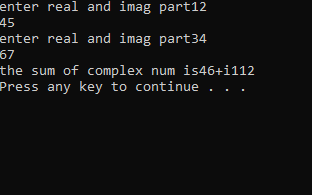 enter real and imag part12
45
enter real and imag part34
67
the sum of complex num is46+i112
Press any key to continue . . .